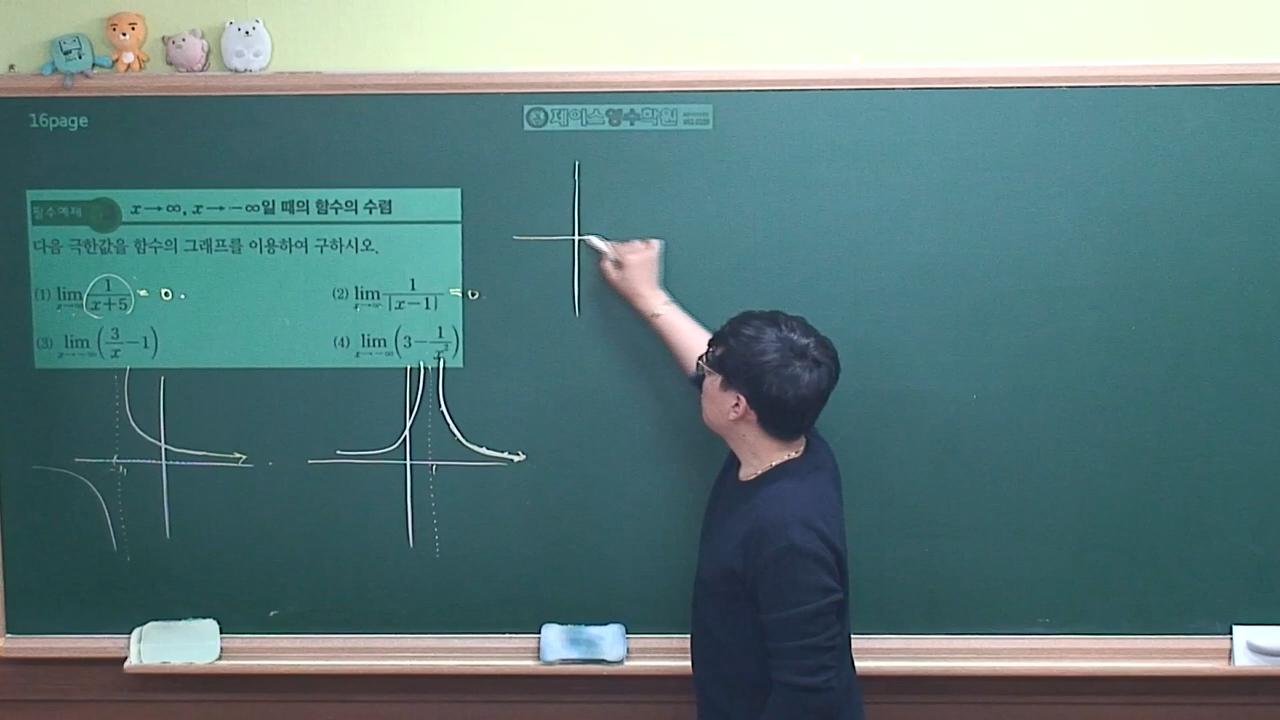 16page
제이스영수학원
필수예제 x→∞, x→-∞일 때의 함수의 수렴
다음 극한값을 함수의 그래프를 이용하여 구하시오.
(1) lim x→∞ 1/(x+5) = 0.
(2) lim x→∞ 1/|x-1| = 0
(3) lim x→-∞ (3/x - 1)
(4) lim x→-∞ (3 - 1/x²)